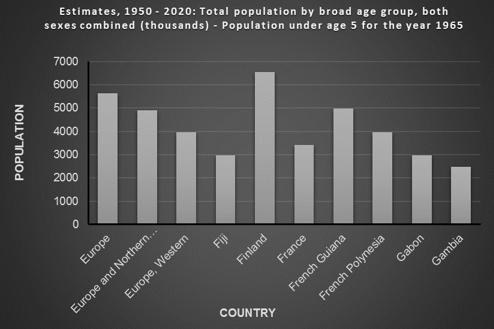 Estimates, 1950 - 2020: Total population by broad age group, both
sexes combined (thousands) - Population under age 5 for the year 1965
7000
6000
5000
4000
3000
2000
1000
0
POPULATION
Europe
Europe and Northern...
Europe, Western
Fiji
Finland
France
French Guiana
French Polynesia
Gabon
Gambia
COUNTRY